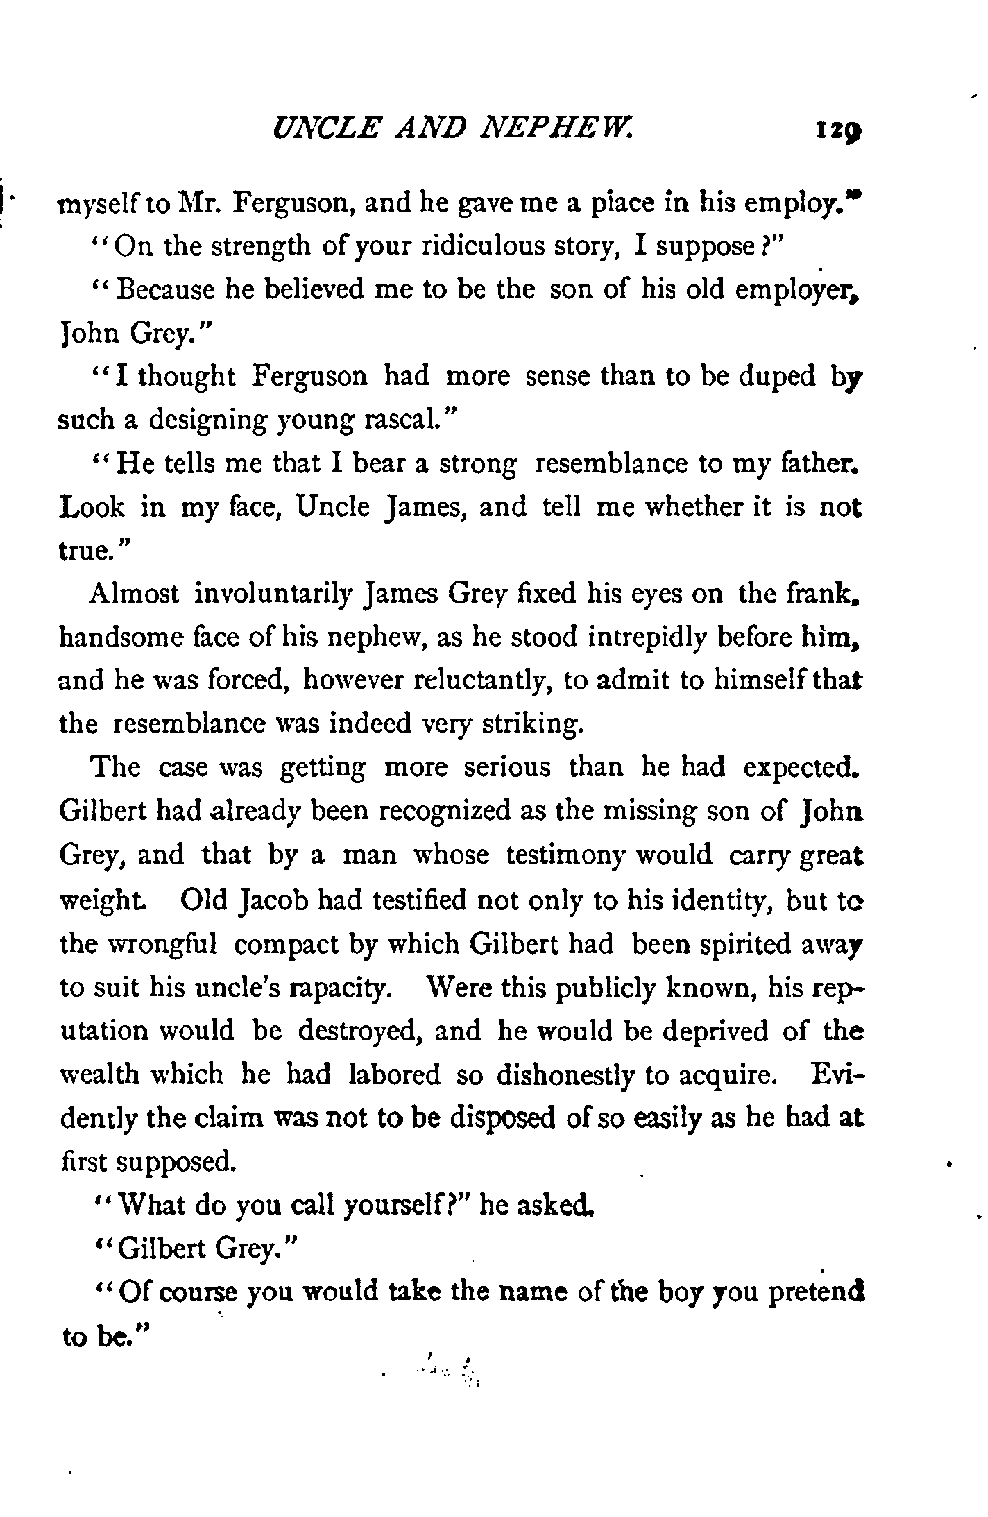 UNCLE AND NEPHEW. 129
myself to Mr. Ferguson, and he gave me a place in his employ."
"On the strength of your ridiculous story, I suppose?"
"Because he believed me to be the son of his old employer,
John Grey."
"I thought Ferguson had more sense than to be duped by
such a designing young rascal."
"He tells me that I bear a strong resemblance to my father.
Look in my face, Uncle James, and tell me whether it is not
true."
Almost involuntarily James Grey fixed his eyes on the frank,
handsome face of his nephew, as he stood intrepidly before him,
and he was forced, however reluctantly, to admit to himself that
the resemblance was indeed very striking.
The case was getting more serious than he had expected.
Gilbert had already been recognized as the missing son of John
Grey, and that by a man whose testimony would carry great
weight. Old Jacob had testified not only to his identity, but to
the wrongful compact by which Gilbert had been spirited away
to suit his uncle's rapacity. Were this publicly known, his rep-
utation would be destroyed, and he would be deprived of the
wealth which he had labored so dishonestly to acquire. Evi-
dently the claim was not to be disposed of so easily as he had at
first supposed.
"What do you call yourself?" he asked.
"Gilbert Grey."
"Of course you would take the name of the boy you pretend
to be."